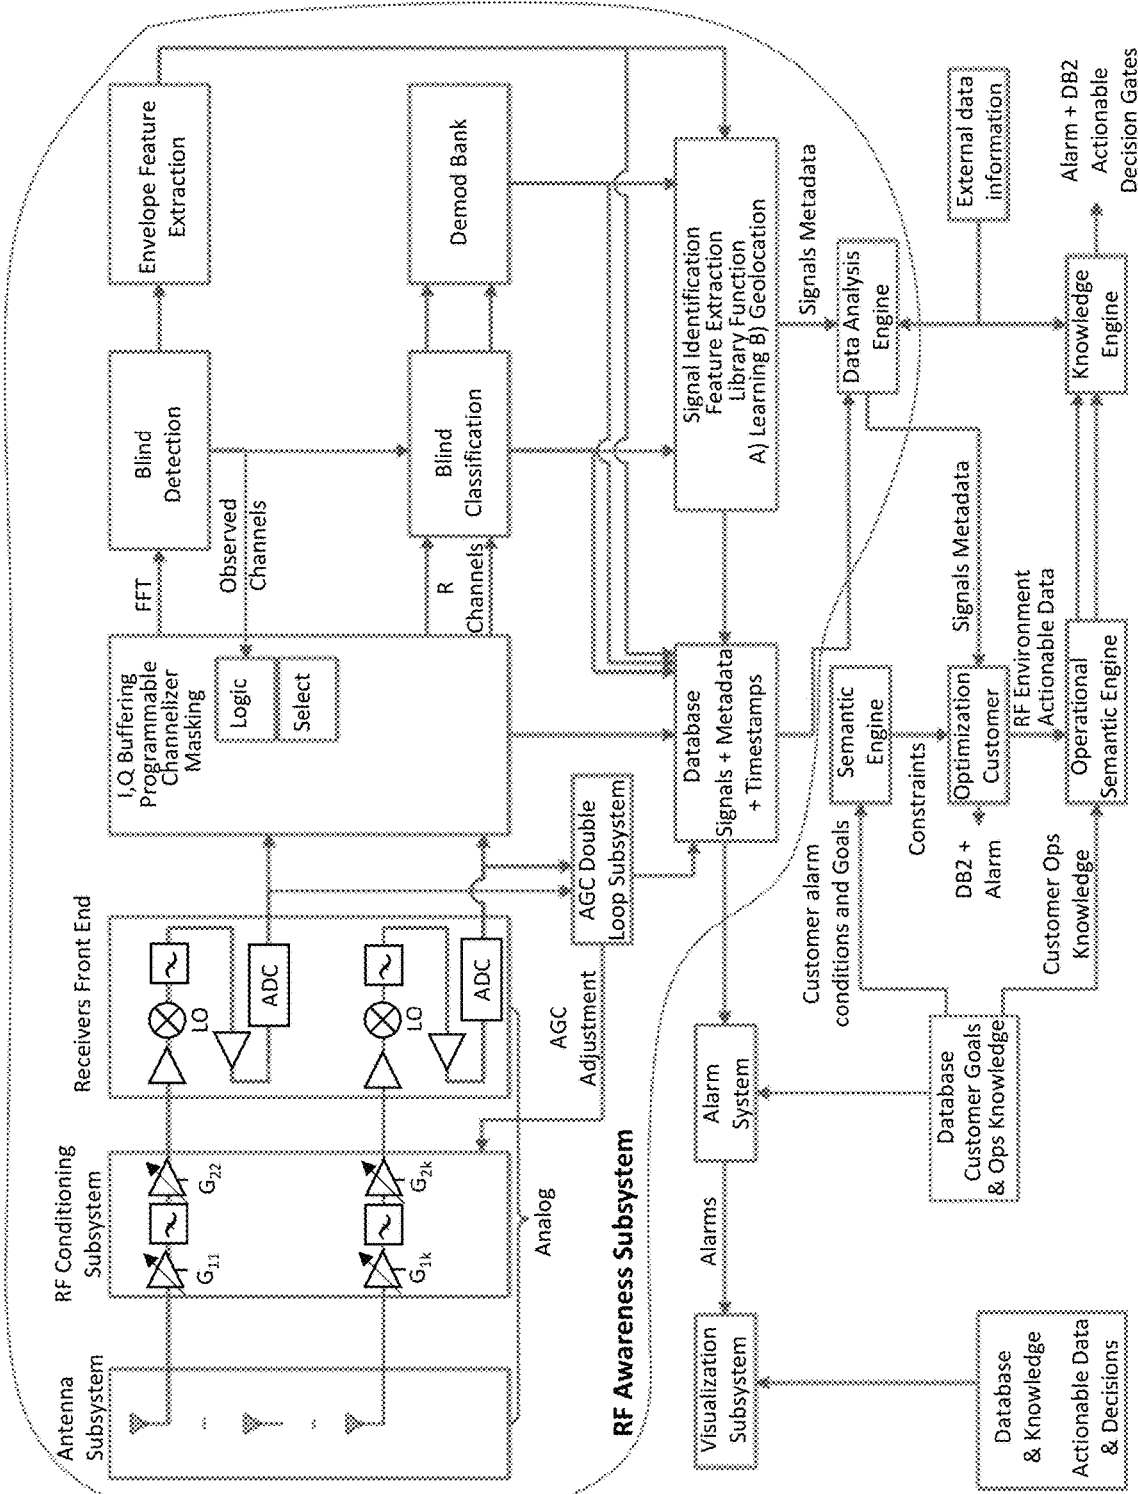 Antenna
Subsystem
RF Conditioning
Subsystem
G11
G22
G1k
G2k
Receivers Front End
LO
ADC
LO
ADC
Analog
AGC
Adjustment
AGC Double
Loop Subsystem
I,Q Buffering
Programmable
Channelizer
Masking
Logic
Select
FFT
Observed
Channels
R
Channels
Blind
Detection
Envelope Feature
Extraction
Blind
Classification
Demod Bank
RF Awareness Subsystem
Database
Signals + Metadata
+ Timestamps
Signal Identification
Feature Extraction
Library Function
A) Learning B) Geolocation
Signals Metadata
Visualization
Subsystem
Alarms
Alarm
System
Customer alarm
conditions and Goals
Semantic
Engine
Data Analysis
Engine
Constraints
Signals Metadata
External data
information
DB2 +
Alarm
Optimization
Customer
RF Environment
Actionable Data
Database
Customer Goals
& Ops Knowledge
Customer Ops
Knowledge
Operational
Semantic Engine
Knowledge
Engine
Alarm + DB2
Actionable
Decision Gates
Database
& Knowledge
Actionable Data
& Decisions